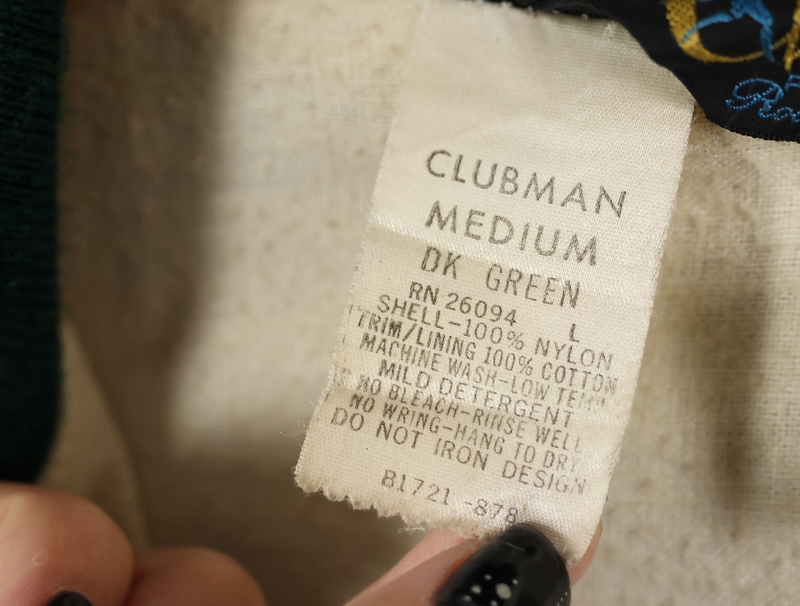 CLUBMAN
MEDIUM
DK GREEN
RN 26094 L
SHELL-100% NYLON
TRIM/LINING 100% COTTON
MACHINE WASH-LOW TEMP.
MILD DETERGENT
NO BLEACH-RINSE WELL
NO WRING-HANG TO DRY
DO NOT IRON DESIGN
81721-878